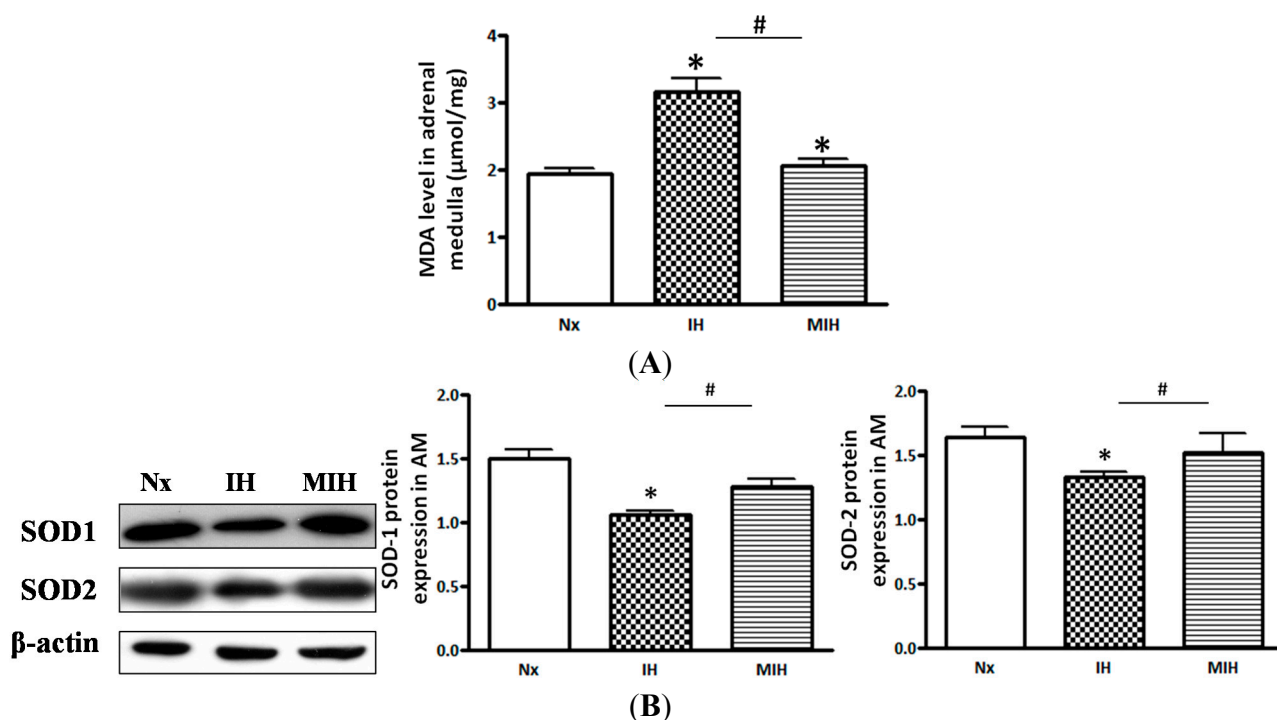 #
4
3
2
1
0
MDA level in adrenal
medulla (μmol/mg)
*
*
Nx
IH
MIH
(A)
Nx
IH
MIH
SOD1
SOD2
β-actin
#
2.0
1.5
1.0
0.5
0.0
SOD-1 protein
expression in AM
*
Nx
IH
MIH
#
2.0
1.5
1.0
0.5
0.0
SOD-2 protein
expression in AM
*
Nx
IH
MIH
(B)